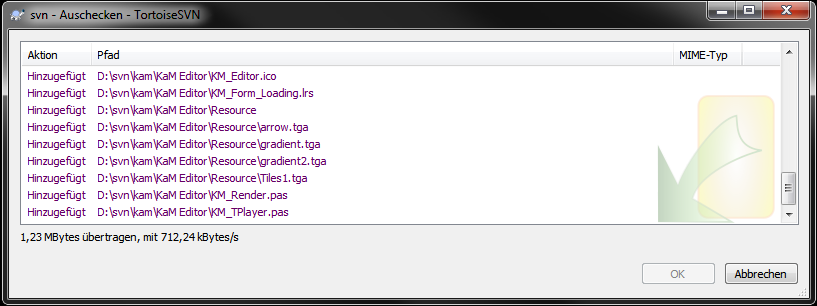 svn - Auschecken - TortoiseSVN
Aktion Pfad MIME-Typ
Hinzugefügt D:\svn\kam\KaM Editor\KM_Editor.ico
Hinzugefügt D:\svn\kam\KaM Editor\KM_Form_Loading.lrs
Hinzugefügt D:\svn\kam\KaM Editor\Resource
Hinzugefügt D:\svn\kam\KaM Editor\Resource\arrow.tga
Hinzugefügt D:\svn\kam\KaM Editor\Resource\gradient.tga
Hinzugefügt D:\svn\kam\KaM Editor\Resource\gradient2.tga
Hinzugefügt D:\svn\kam\KaM Editor\Resource\Tiles1.tga
Hinzugefügt D:\svn\kam\KaM Editor\KM_Render.pas
Hinzugefügt D:\svn\kam\KaM Editor\KM_TPlayer.pas
1,23 MBytes übertragen, mit 712,24 kBytes/s
OK Abbrechen